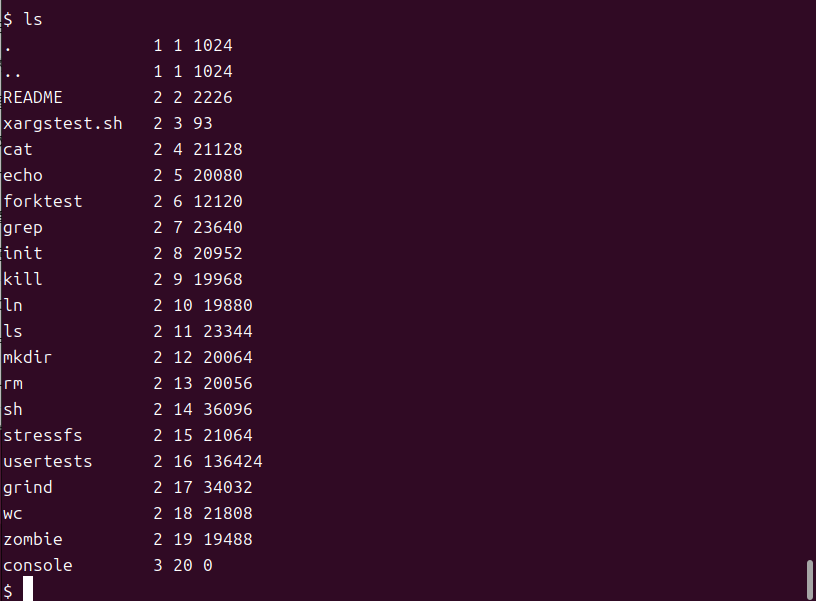 $ ls
.              1 1 1024
..             1 1 1024
README         2 2 2226
xargstest.sh   2 3 93
cat            2 4 21128
echo           2 5 20080
forktest       2 6 12120
grep           2 7 23640
init           2 8 20952
kill           2 9 19968
ln             2 10 19880
ls             2 11 23344
mkdir          2 12 20064
rm             2 13 20056
sh             2 14 36096
stressfs       2 15 21064
usertests      2 16 136424
grind          2 17 34032
wc             2 18 21808
zombie         2 19 19488
console        3 20 0
$